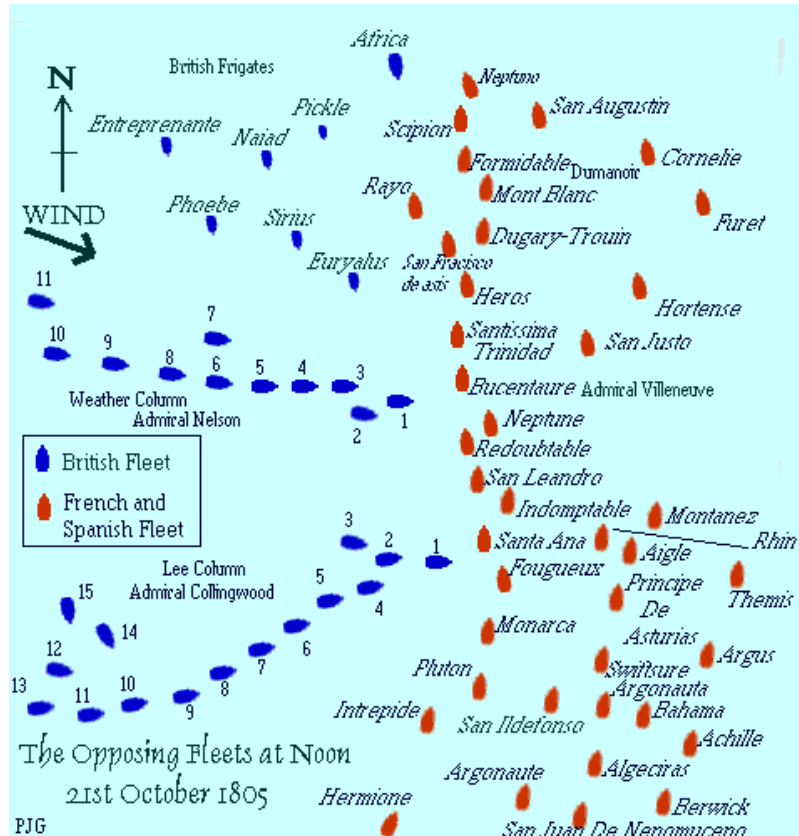 Africa
British Frigates
N
Neptuno
San Augustin
Pickle
Entreprenante
Naiad
Scipion
Cornelie
Formidable
Dumanoir
Rayo
Mont Blanc
WIND
Phoebe
Sirius
Furet
Dugary-Trouin
Euryalus
San Fracisco
de asis
11
Heros
Hortense
7
10
9
8
6
5
4
3
Santissima
Trinidad
San Justo
Bucentaure
Admiral Villeneuve
Weather Column
Admiral Nelson
2
1
Neptune
British Fleet
Redoubtable
French and
Spanish Fleet
San Leandro
Indomptable
Montanez
3
2
1
Santa Ana
Rhin
Lee Column
Admiral Collingwood
Aigle
Fougueux
Themis
15
5
4
Principe
De
Asturias
14
6
Monarca
12
7
Swiftsure
Argus
13
11
10
9
8
Pluton
Argonauta
Intrepide
San Ildefonso
Bahama
Achille
The Opposing Fleets at Noon
21st October 1805
Argonaute
Algeciras
Hermione
Berwick
PJG
San Juan De Nenomuceno